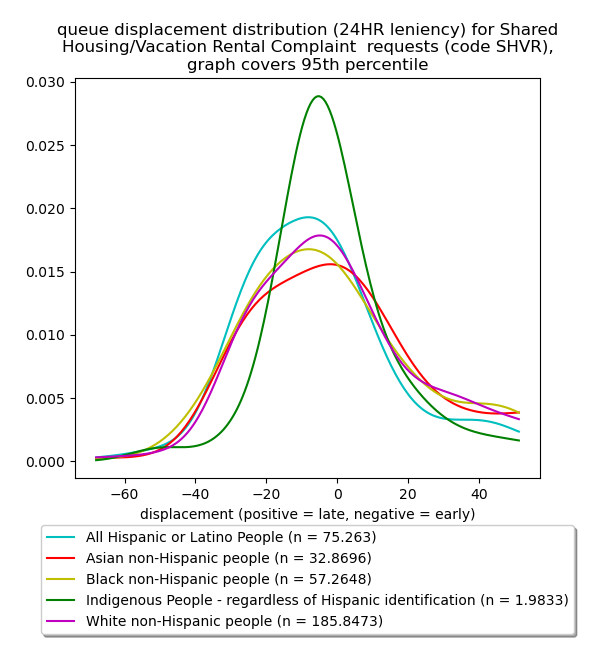 queue displacement distribution (24HR leniency) for Shared
Housing/Vacation Rental Complaint  requests (code SHVR),
graph covers 95th percentile
0.030
0.025
0.020
0.015
0.010
0.005
0.000
−60 −40 −20 0 20 40
displacement (positive = late, negative = early)
All Hispanic or Latino People (n = 75.263)
Asian non-Hispanic people (n = 32.8696)
Black non-Hispanic people (n = 57.2648)
Indigenous People - regardless of Hispanic identification (n = 1.9833)
White non-Hispanic people (n = 185.8473)